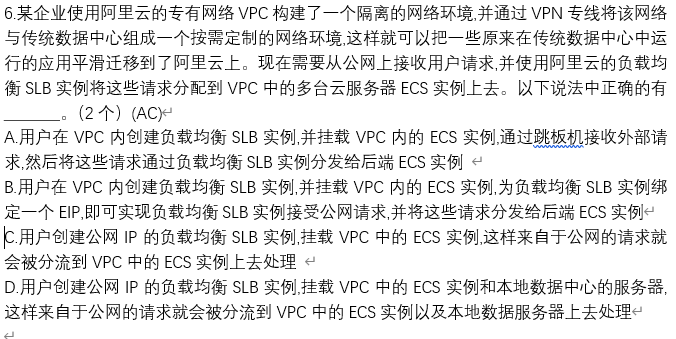 6.某企业使用阿里云的专有网络 VPC 构建了一个隔离的网络环境,并通过 VPN 专线将该网络
与传统数据中心组成一个按需定制的网络环境,这样就可以把一些原来在传统数据中心中运
行的应用平滑迁移到了阿里云上。现在需要从公网上接收用户请求,并使用阿里云的负载均
衡 SLB 实例将这些请求分配到 VPC 中的多台云服务器 ECS 实例上去。以下说法中正确的有
______。（2 个）(AC)↵
A.用户在 VPC 内创建负载均衡 SLB 实例,并挂载 VPC 内的 ECS 实例,通过跳板机接收外部请
求,然后将这些请求通过负载均衡 SLB 实例分发给后端 ECS 实例 ↵
B.用户在 VPC 内创建负载均衡 SLB 实例,并挂载 VPC 内的 ECS 实例,为负载均衡 SLB 实例绑
定一个 EIP,即可实现负载均衡 SLB 实例接受公网请求,并将这些请求分发给后端 ECS 实例↵
C.用户创建公网 IP 的负载均衡 SLB 实例,挂载 VPC 中的 ECS 实例,这样来自于公网的请求就
会被分流到 VPC 中的 ECS 实例上去处理 ↵
D.用户创建公网 IP 的负载均衡 SLB 实例,挂载 VPC 中的 ECS 实例和本地数据中心的服务器,
这样来自于公网的请求就会被分流到 VPC 中的 ECS 实例以及本地数据服务器上去处理↵
↵